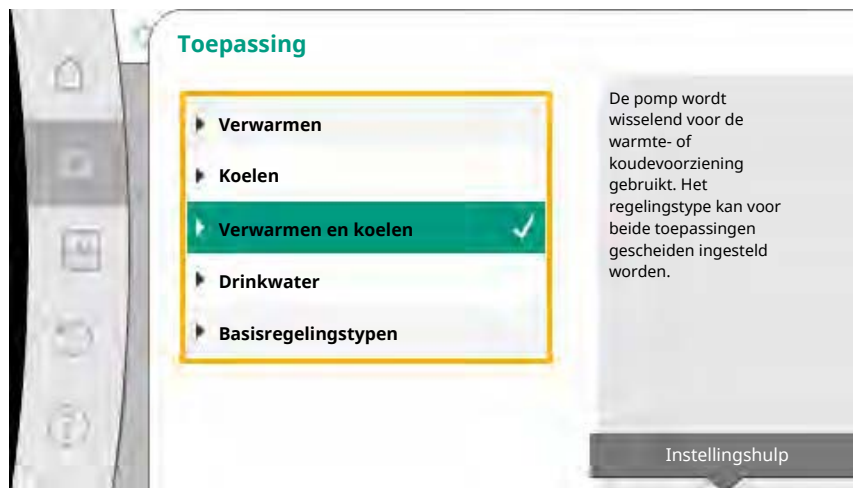 Toepassing
Verwarmen
Koelen
Verwarmen en koelen
Drinkwater
Basisregelingstypen
De pomp wordt
wisselend voor de
warmte- of
koudevoorziening
gebruikt. Het
regelingstype kan voor
beide toepassingen
gescheiden ingesteld
worden.
Instellingshulp